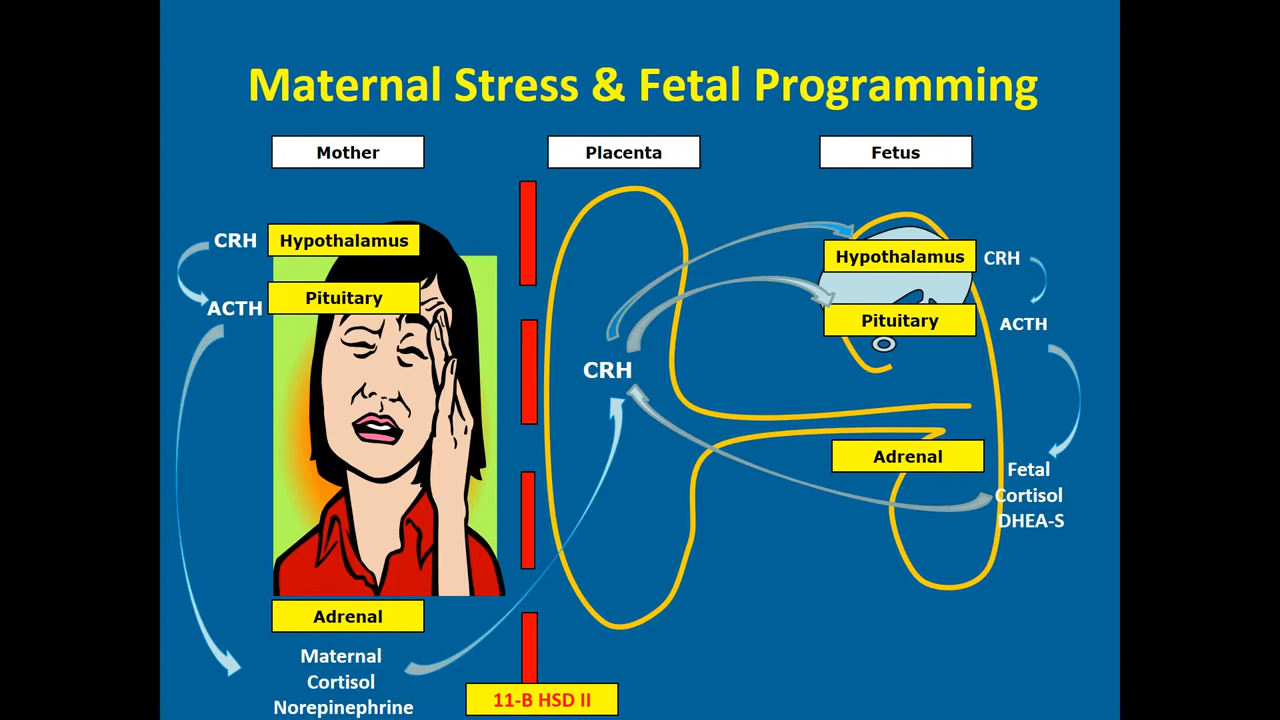 Maternal Stress & Fetal Programming
Mother
Placenta
Fetus
CRH
Hypothalamus
ACTH
Pituitary
Adrenal
Maternal
Cortisol
Norepinephrine
11-B HSD II
CRH
Hypothalamus
CRH
Pituitary
ACTH
Adrenal
Fetal
Cortisol
DHEA-S